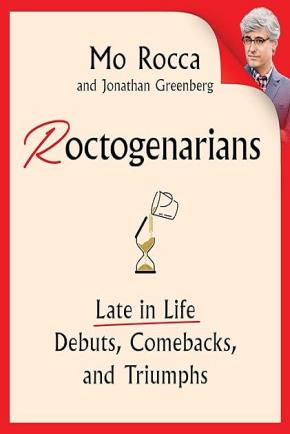 Mo Rocca
and Jonathan Greenberg
Roctogenarians
Late in Life
Debuts, Comebacks,
and Triumphs